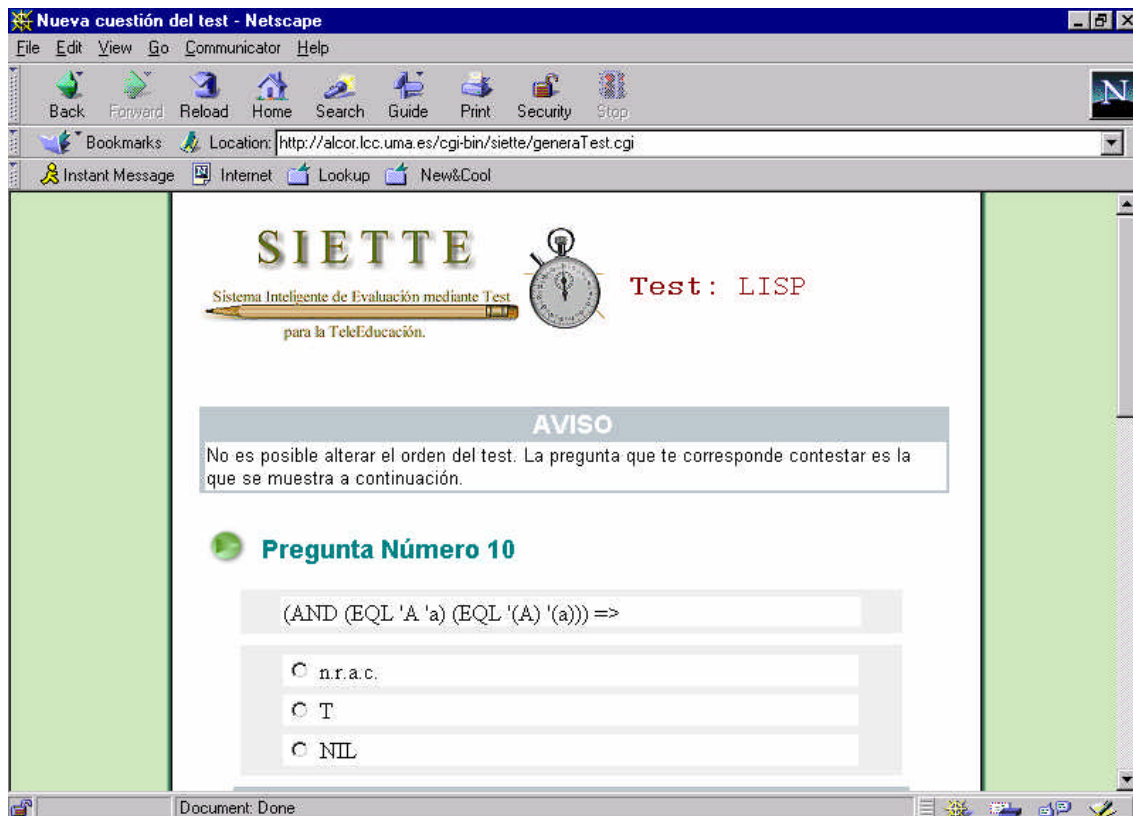 Nueva cuestión del test - Netscape
File Edit View Go Communicator Help
Back Forward Reload Home Search Guide Print Security Stop
N
Bookmarks Location: http://alcor.lcc.uma.es/cgi-bin/siette/generaTest.cgi
Instant Message Internet Lookup New&Cool
SIETTE
Sistema Inteligente de Evaluación mediante Test
para la TeleEducación.
Test: LISP
AVISO
No es posible alterar el orden del test. La pregunta que te corresponde contestar es la
que se muestra a continuación.
Pregunta Número 10
(AND (EQL 'A 'a) (EQL '(A) '(a))) =>
n.r.a.c.
T
NIL
Document: Done